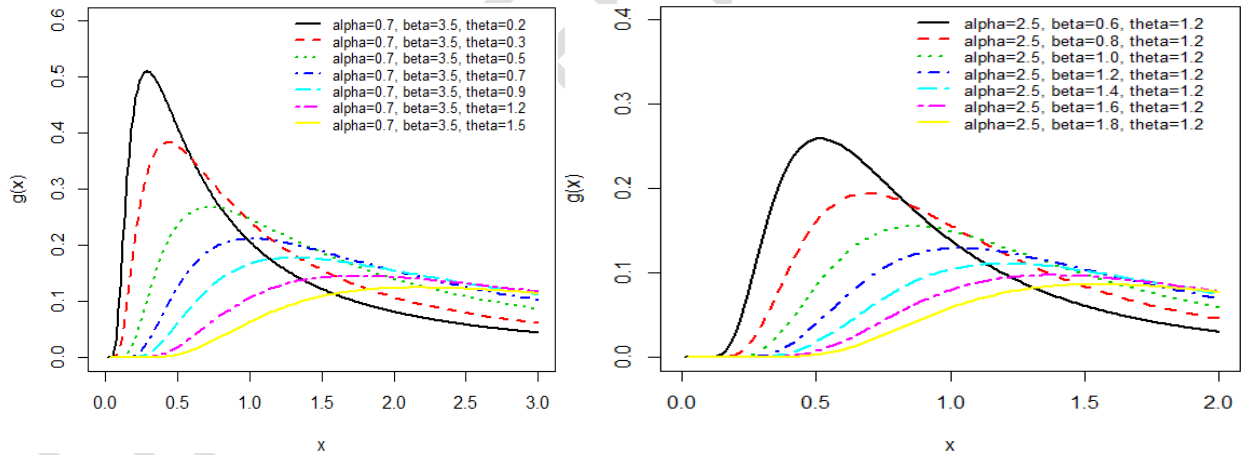 0.6
0.5
0.4
0.3
0.2
0.1
0.0
g(x)
alpha=0.7, beta=3.5, theta=0.2
alpha=0.7, beta=3.5, theta=0.3
alpha=0.7, beta=3.5, theta=0.5
alpha=0.7, beta=3.5, theta=0.7
alpha=0.7, beta=3.5, theta=0.9
alpha=0.7, beta=3.5, theta=1.2
alpha=0.7, beta=3.5, theta=1.5
0.0 0.5 1.0 1.5 2.0 2.5 3.0
x
0.4
0.3
0.2
0.1
0.0
g(x)
alpha=2.5, beta=0.6, theta=1.2
alpha=2.5, beta=0.8, theta=1.2
alpha=2.5, beta=1.0, theta=1.2
alpha=2.5, beta=1.2, theta=1.2
alpha=2.5, beta=1.4, theta=1.2
alpha=2.5, beta=1.6, theta=1.2
alpha=2.5, beta=1.8, theta=1.2
0.0 0.5 1.0 1.5 2.0
x